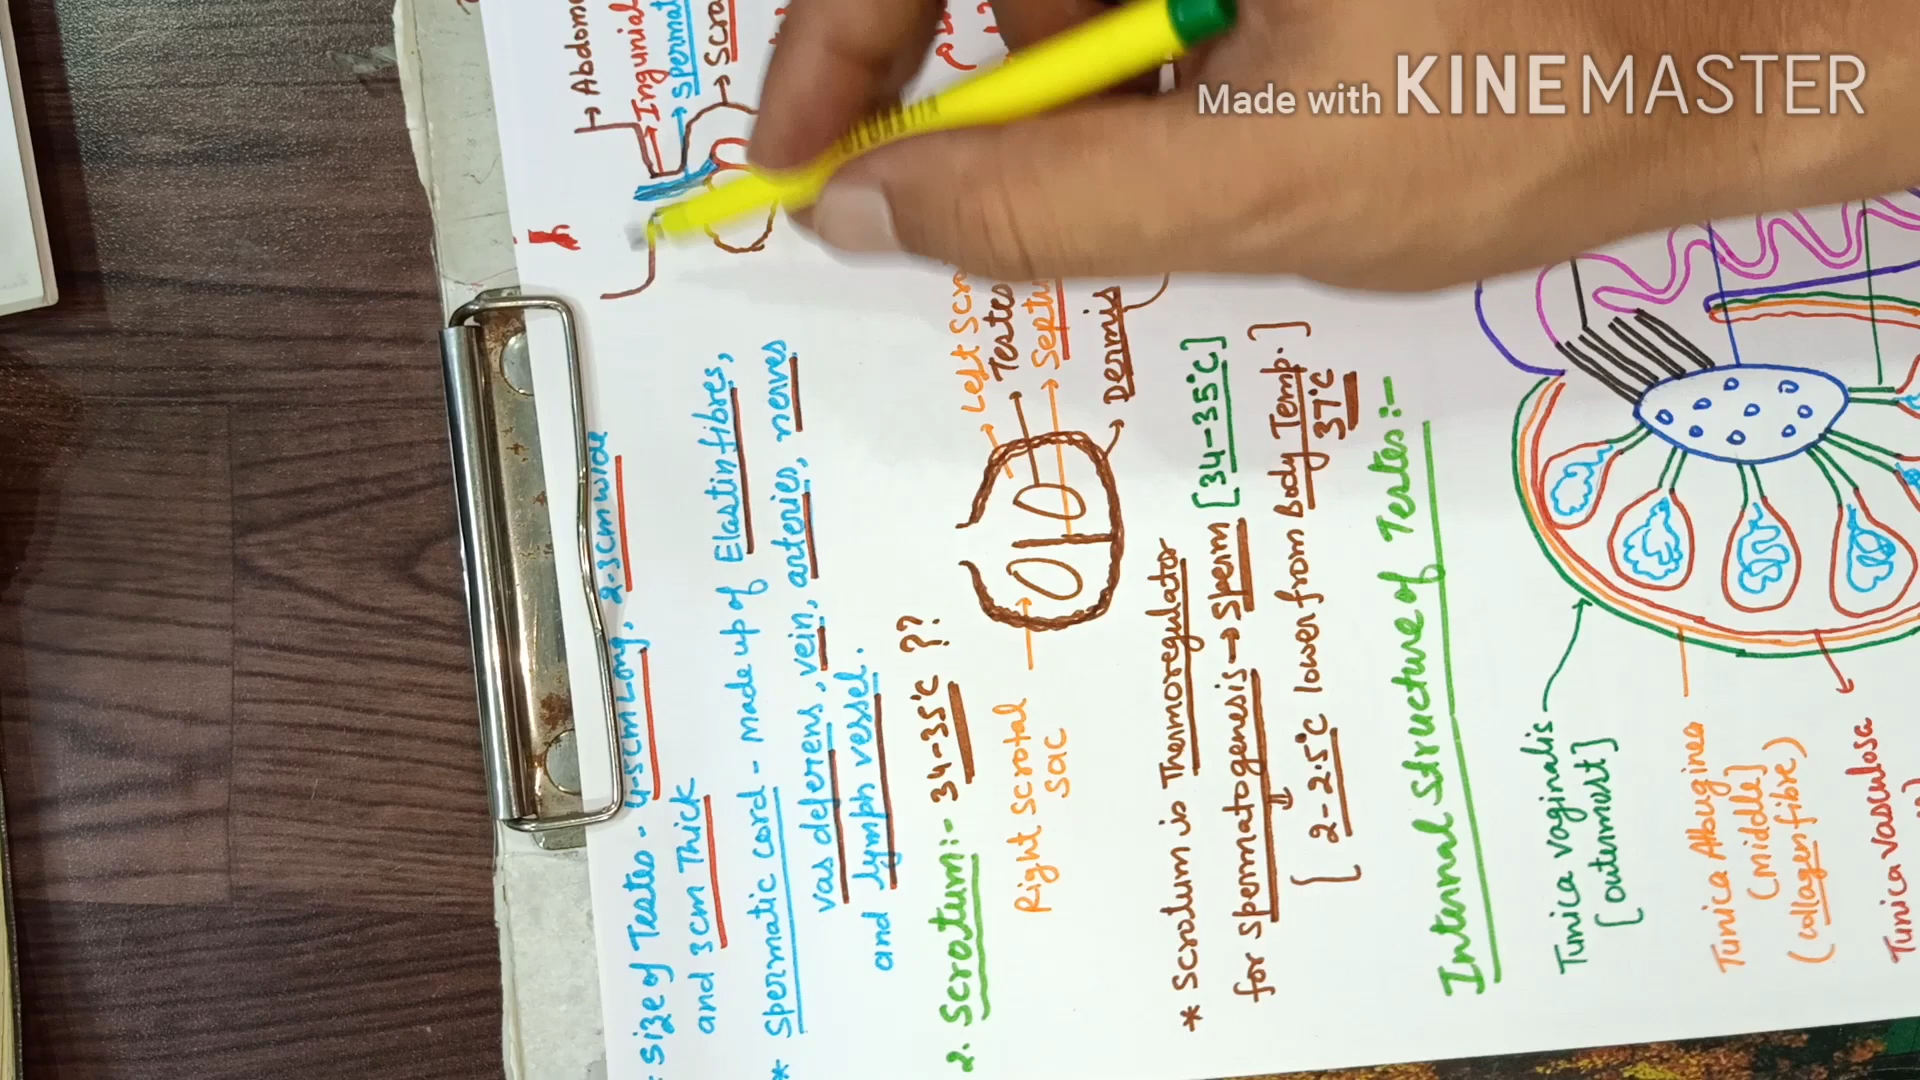 Made with KINEMASTER
→ Abdome
→ Inguinial
→ Spermat
→ Scro
size of Testes - 4-5cm Long, 2-3cm wide
and 3cm Thick
* Spermatic cord - made up of Elastin fibres,
vas deferens, vein, arteries, nerves
and lymph vessel.
2. Scrotum:- 34-35°C ??
Right Scrotal
Sac
→ Left Scr
→ Testes
→ Septu
→ Dermis
* Scrotum is Thermoregulator
for spermatogenesis → sperm [34-35°C]
[ 2-2.5°C lower from Body Temp. ]
37°C
Internal Structure of Testes:-
Tunica vaginalis
[outermost]
Tunica Albuginea
(middle]
(collagen fibre)
Tunica vasculosa